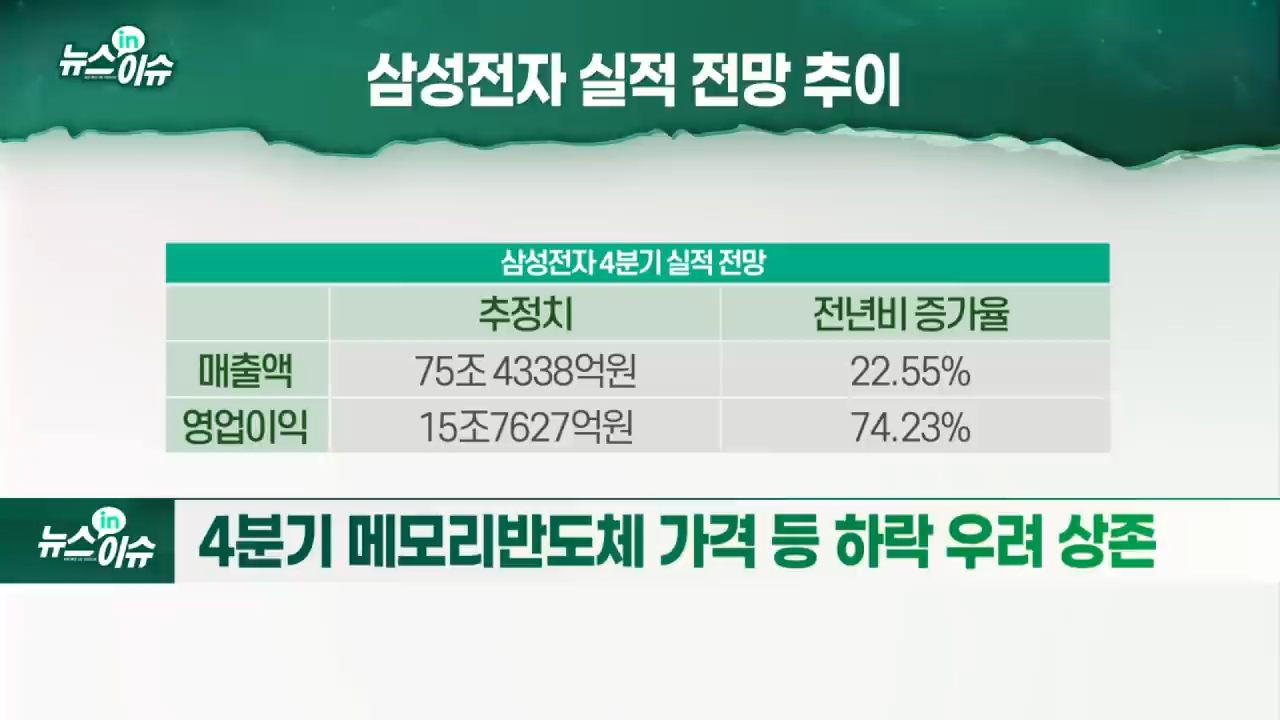 뉴스in이슈
삼성전자 실적 전망 추이
삼성전자 4분기 실적 전망
추정치 전년비 증가율
매출액 75조 4338억원 22.55%
영업이익 15조7627억원 74.23%
뉴스in이슈
4분기 메모리반도체 가격 등 하락 우려 상존